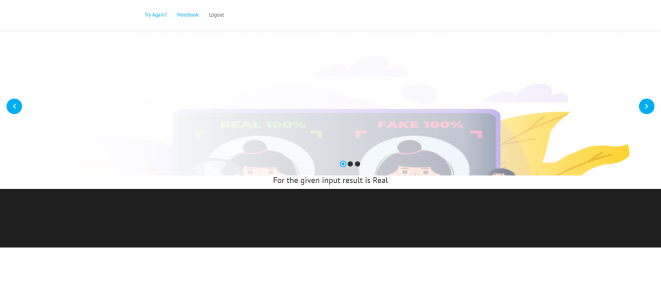 Try Again!! Notebook Logout
REAL 100% FAKE 100%
For the given input result is Real